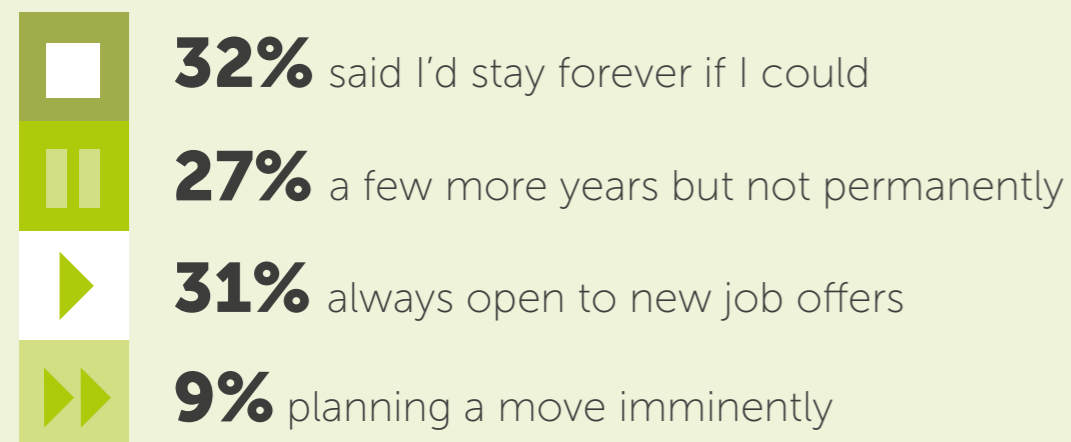 32% said I’d stay forever if I could
27% a few more years but not permanently
31% always open to new job offers
9% planning a move imminently